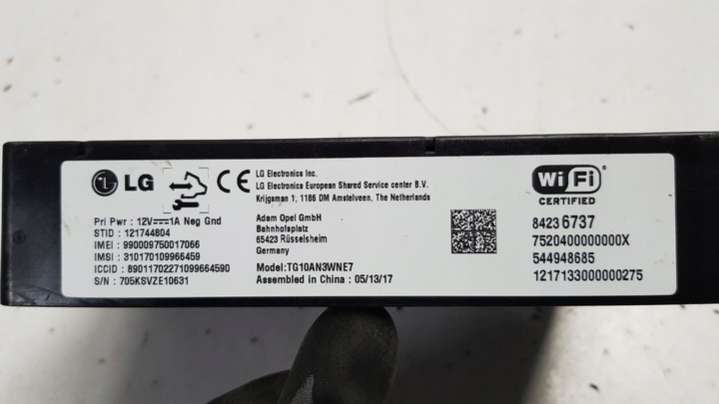 LG
CE
Pri Pwr : 12V⎓1A Neg Gnd
STID : 121744804
IMEI : 990009750017066
IMSI : 310170109966459
ICCID : 89011702271099664590
S/N : 705KSVZE10631
LG Electronics Inc.
LG Electronics European Shared Service center B.V.
Krijgsman 1, 1186 DM Amstelveen, The Netherlands
Adam Opel GmbH
Bahnhofsplatz
65423 Rüsselsheim
Germany
Model:TG10AN3WNE7
Assembled in China : 05/13/17
Wi Fi
CERTIFIED
8423 6737
7520400000000X
544948685
1217133000000275